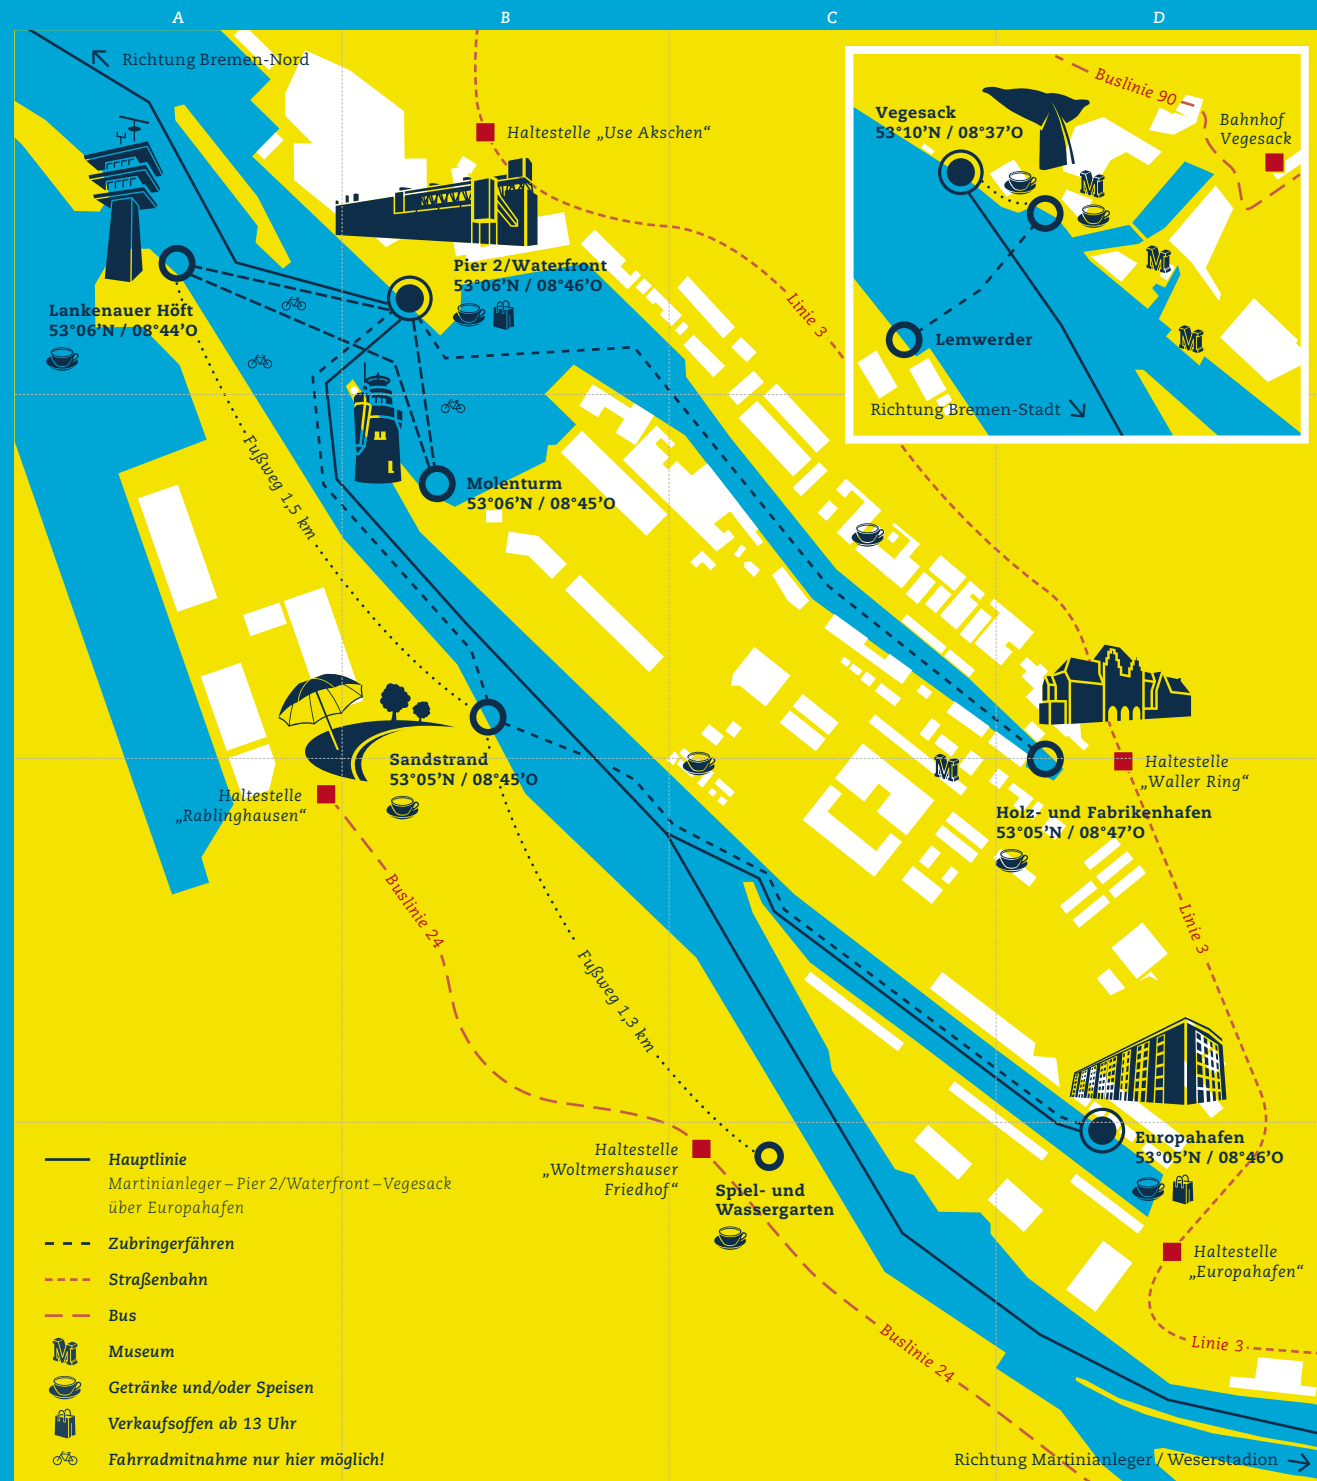 A B C D
Richtung Bremen-Nord
Haltestelle „Use Akschen“
Linie 3
Buslinie 90
Vegesack
53°10’N / 08°37’O
Bahnhof
Vegesack
Lemwerder
Richtung Bremen-Stadt
Pier 2/Waterfront
53°06’N / 08°46’O
Lankenauer Höft
53°06’N / 08°44’O
Fußweg 1,5 km
Molenturm
53°06’N / 08°45’O
Sandstrand
53°05’N / 08°45’O
Haltestelle
„Rablinghausen“
Buslinie 24
Haltestelle
„Waller Ring“
Holz- und Fabrikenhafen
53°05’N / 08°47’O
Linie 3
Fußweg 1,3 km
Europahafen
53°05’N / 08°46’O
Haltestelle
„Woltmershauser
Friedhof“
Spiel- und
Wassergarten
Haltestelle
„Europahafen“
Linie 3
Buslinie 24
Richtung Martinianleger / Weserstadion
Hauptlinie
Martinianleger – Pier 2/Waterfront – Vegesack
über Europahafen
Zubringerfähren
Straßenbahn
Bus
Museum
Getränke und/oder Speisen
Verkaufsoffen ab 13 Uhr
Fahrradmitnahme nur hier möglich!